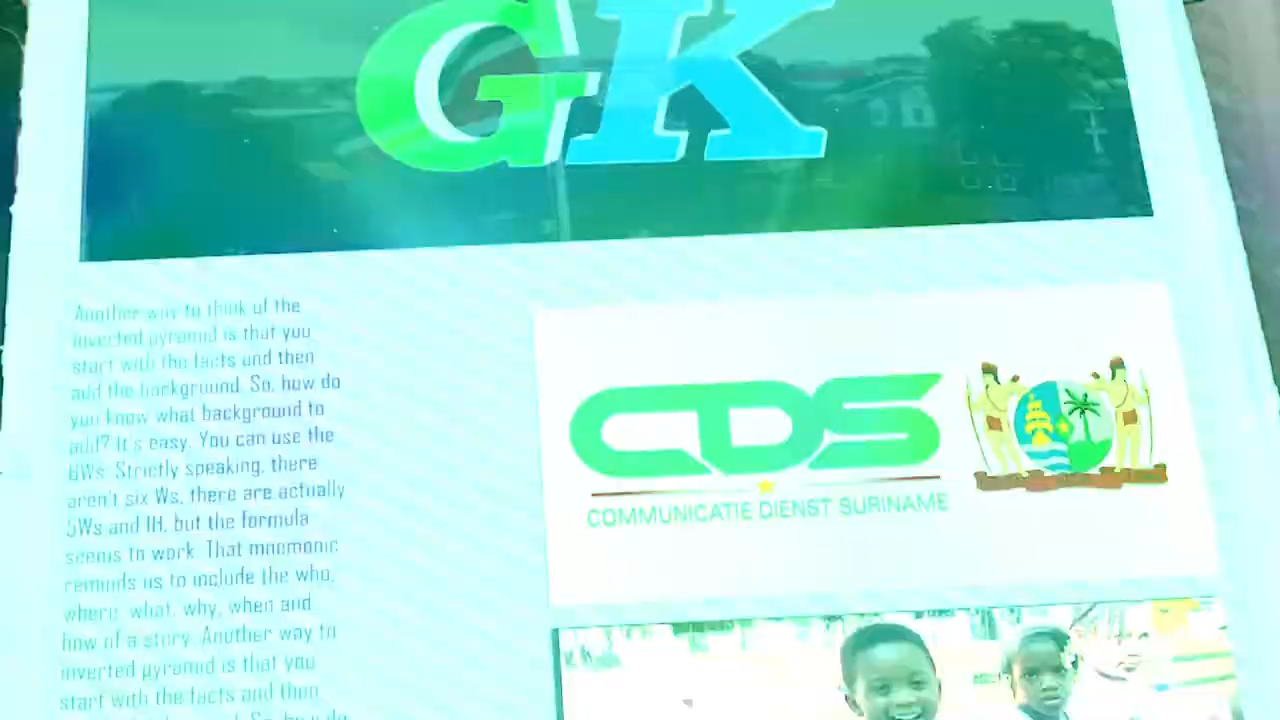 GK
Another way to think of the
inverted pyramid is that you
start with the facts and then
add the background. So, how do
you know what background to
add? It's easy. You can use the
6Ws. Strictly speaking, there
aren't six Ws, there are actually
5Ws and 1H, but the formula
seems to work. That mnemonic
reminds us to include the who,
where, what, why, when and
how of a story. Another way to
inverted pyramid is that you
start with the facts and then
CDS
COMMUNICATIE DIENST SURINAME